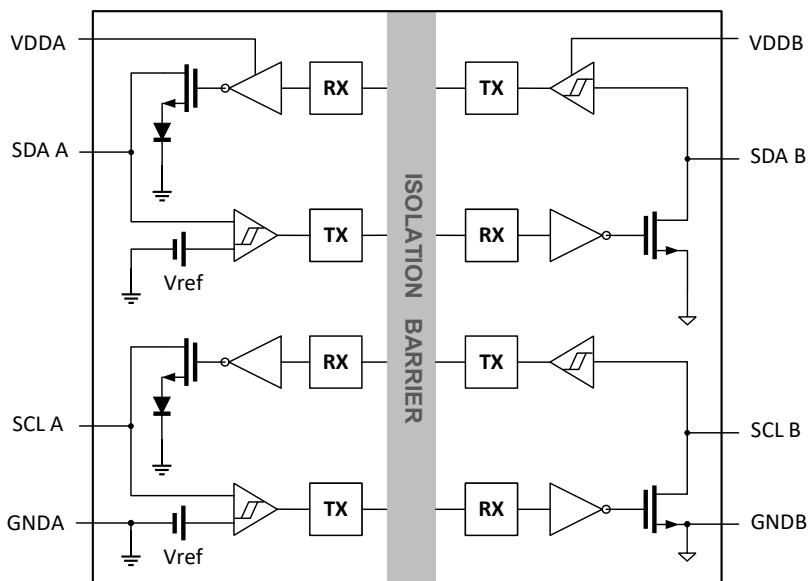 VDDA
RX
TX
VDDB
SDA A
SDA B
TX
RX
Vref
ISOLATION BARRIER
RX
TX
SCL A
SCL B
TX
RX
GNDA
GNDB
Vref